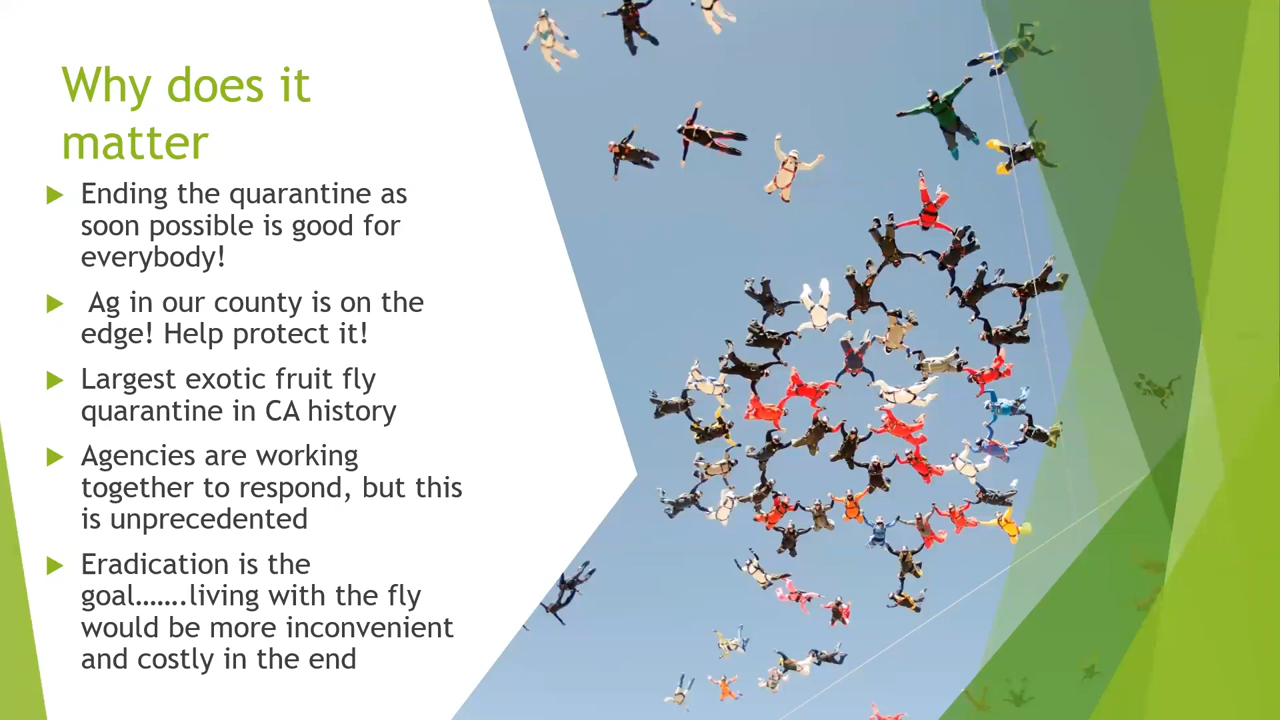 Why does it
matter
Ending the quarantine as
soon possible is good for
everybody!
Ag in our county is on the
edge! Help protect it!
Largest exotic fruit fly
quarantine in CA history
Agencies are working
together to respond, but this
is unprecedented
Eradication is the
goal.......living with the fly
would be more inconvenient
and costly in the end